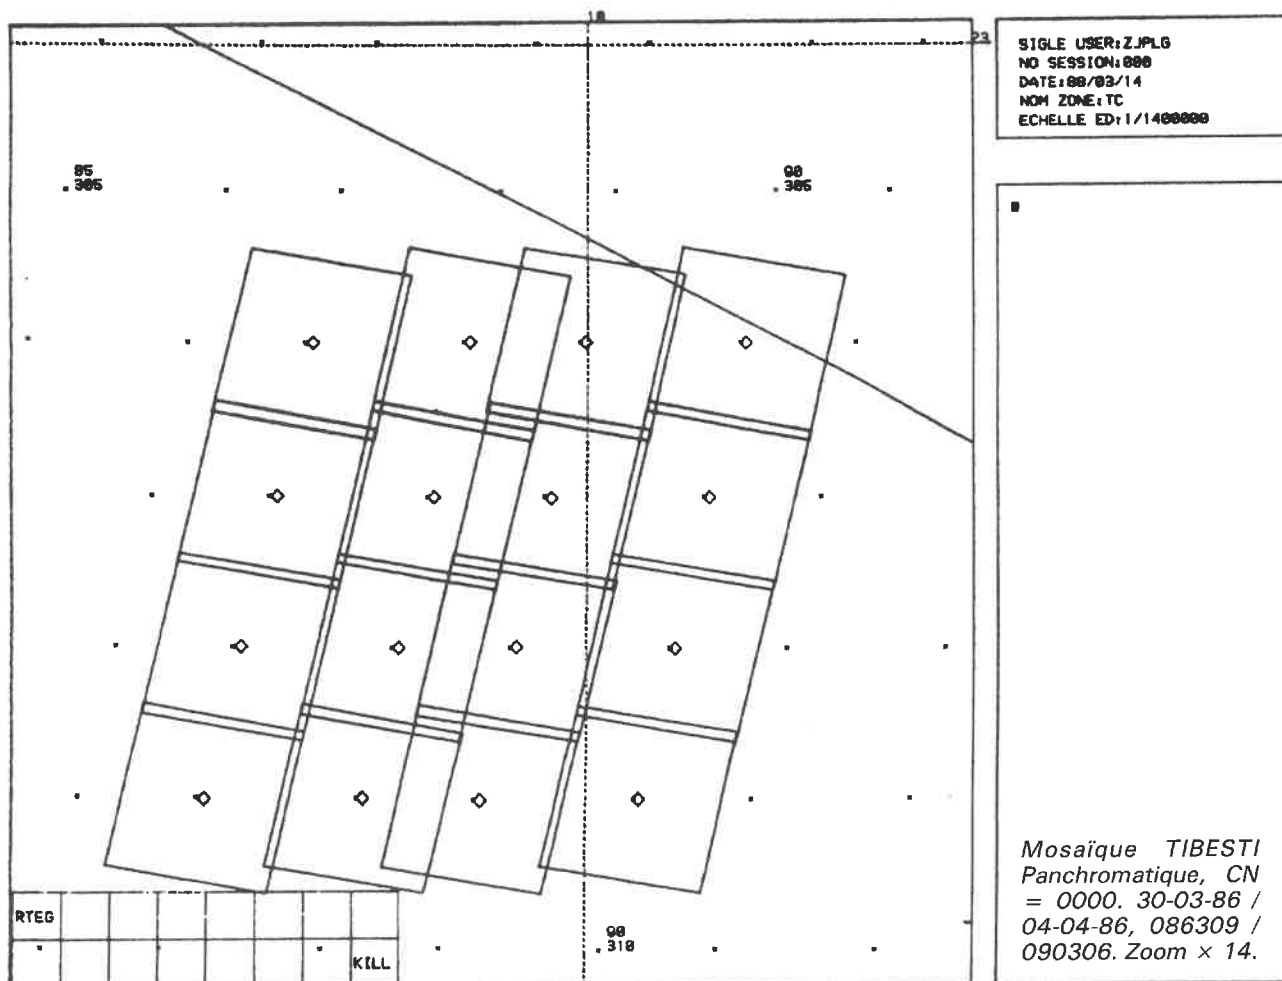 18
23
SIGLE USER:ZJPLG
NO SESSION:000
DATE:88/03/14
NOM ZONE:TC
ECHELLE ED:1/1400000
85
305
90
305
Mosaïque TIBESTI
Panchromatique, CN
= 0000. 30-03-86 /
04-04-86, 086309 /
090306. Zoom × 14.
RTEG
KILL
90
310